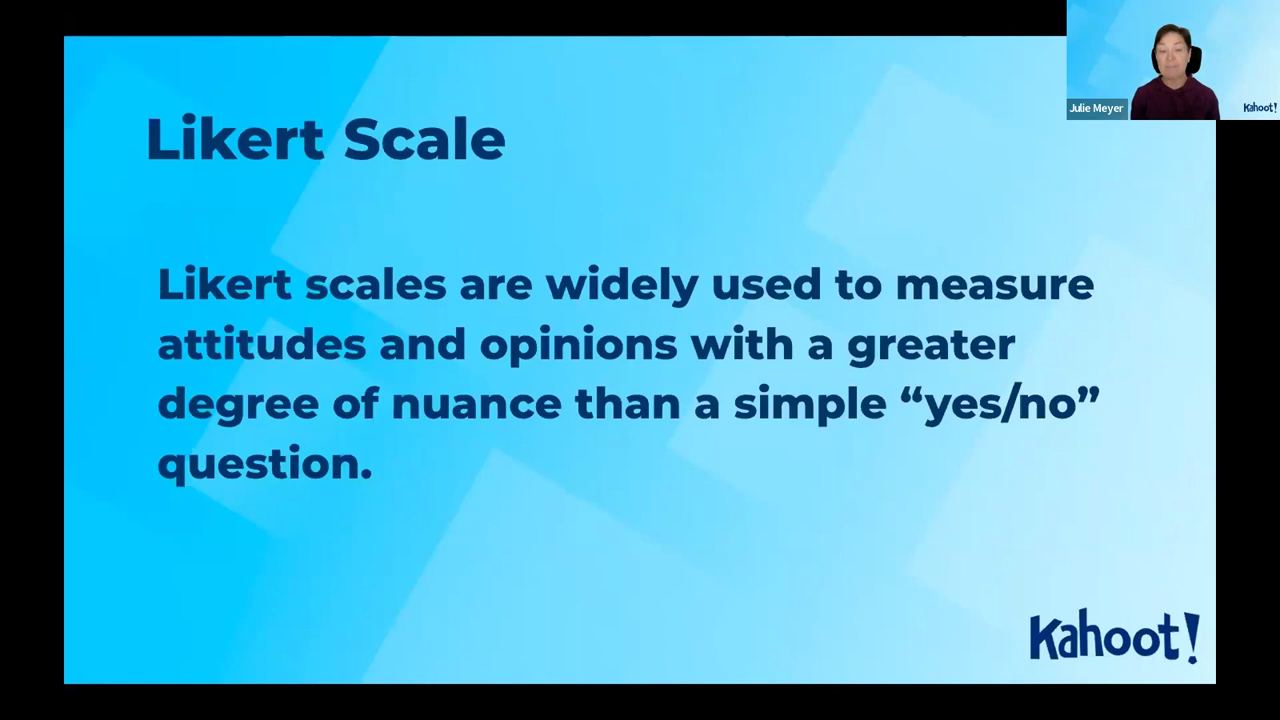 Likert Scale
Likert scales are widely used to measure
attitudes and opinions with a greater
degree of nuance than a simple “yes/no”
question.
Kahoot!
Julie Meyer
Kahoot!